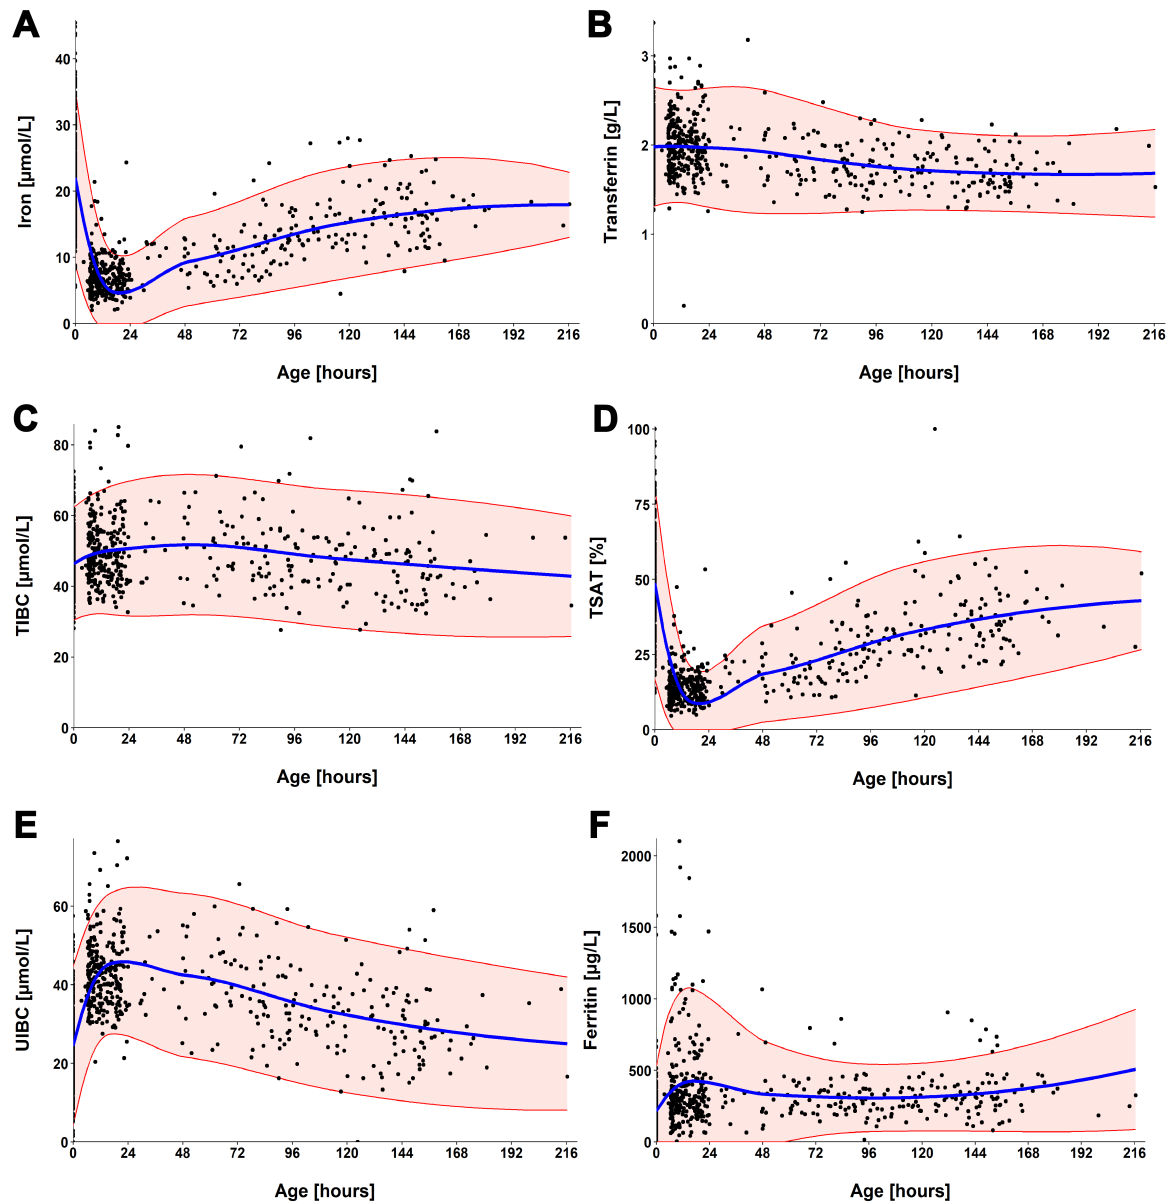 A
Iron [µmol/L]
40
30
20
10
0
0 24 48 72 96 120 144 168 192 216
Age [hours]
B
Transferrin [g/L]
3
2
1
0
0 24 48 72 96 120 144 168 192 216
Age [hours]
C
TIBC [µmol/L]
80
60
40
20
0
0 24 48 72 96 120 144 168 192 216
Age [hours]
D
TSAT [%]
100
75
50
25
0
0 24 48 72 96 120 144 168 192 216
Age [hours]
E
UIBC [µmol/L]
60
40
20
0
0 24 48 72 96 120 144 168 192 216
Age [hours]
F
Ferritin [µg/L]
2000
1500
1000
500
0
0 24 48 72 96 120 144 168 192 216
Age [hours]